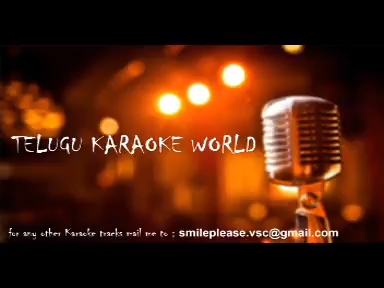 TELUGU KARAOKE WORLD
for any other Karaoke tracks mail me to : smileplease.vsc@gmail.com